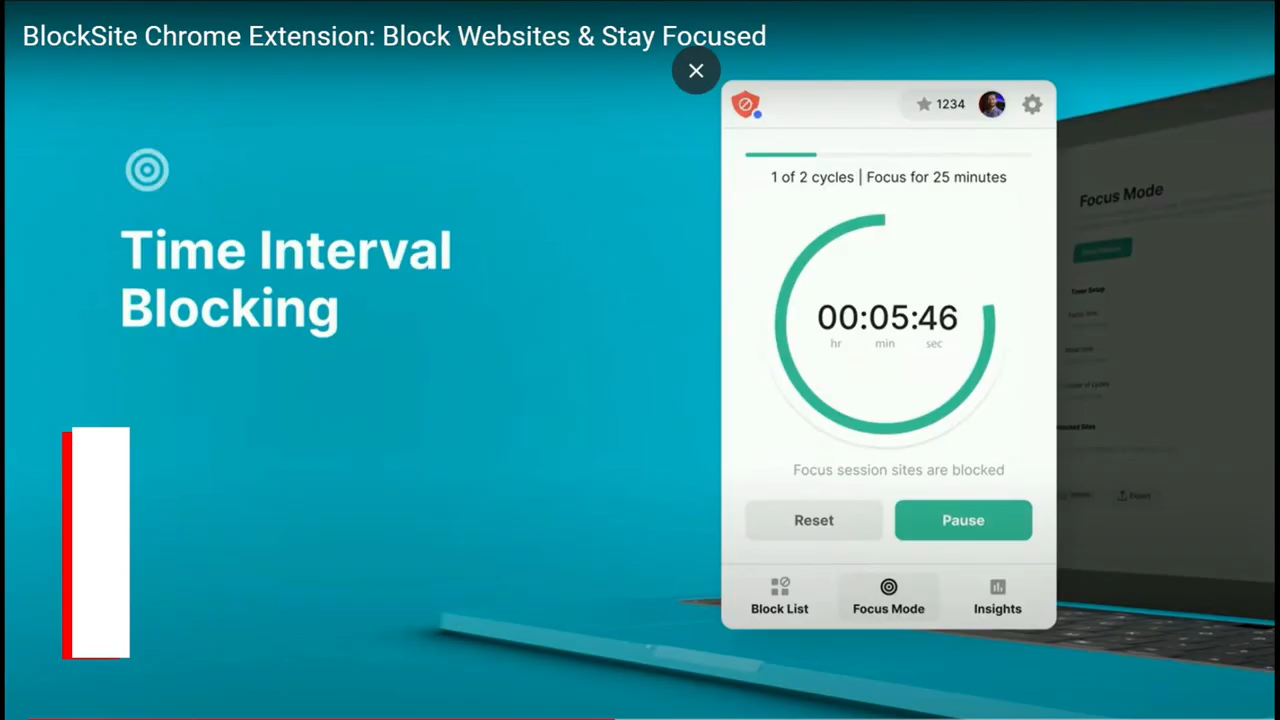 BlockSite Chrome Extension: Block Websites & Stay Focused
Time Interval
Blocking
1234
1 of 2 cycles | Focus for 25 minutes
00:05:46
hr min sec
Focus session sites are blocked
Reset Pause
Block List Focus Mode Insights
Focus Mode
Timer Setup